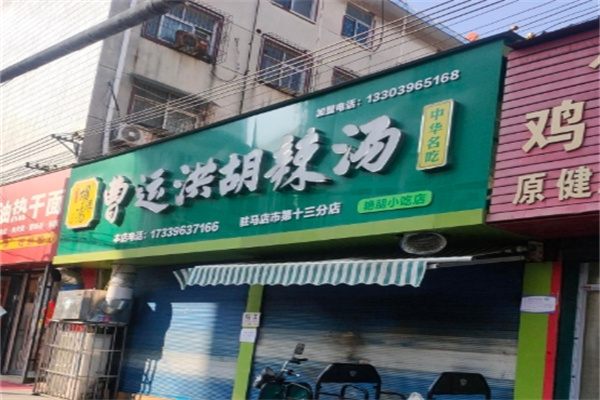 加盟电话：13303965168
曹运洪胡辣汤
中华名吃
本店电话：17339637166
驻马店市第十三分店
艳丽小吃店
油热干面
鸡
原健